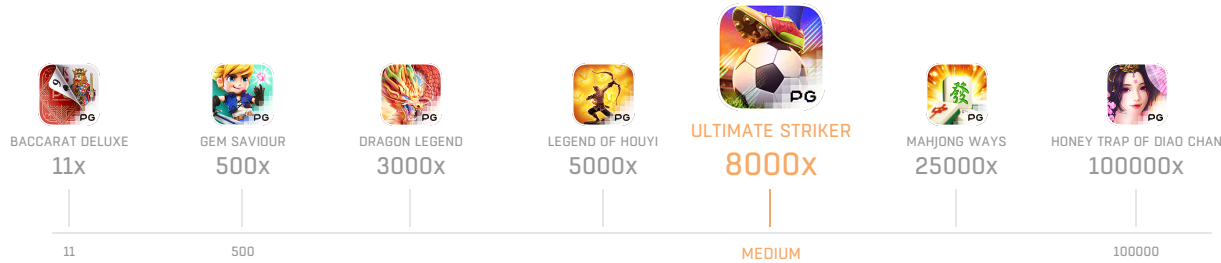 PG
PG
PG
PG
PG
發
PG
PG
BACCARAT DELUXE
11x
GEM SAVIOUR
500x
DRAGON LEGEND
3000x
LEGEND OF HOUYI
5000x
ULTIMATE STRIKER
8000x
MAHJONG WAYS
25000x
HONEY TRAP OF DIAO CHAN
100000x
11
500
MEDIUM
100000